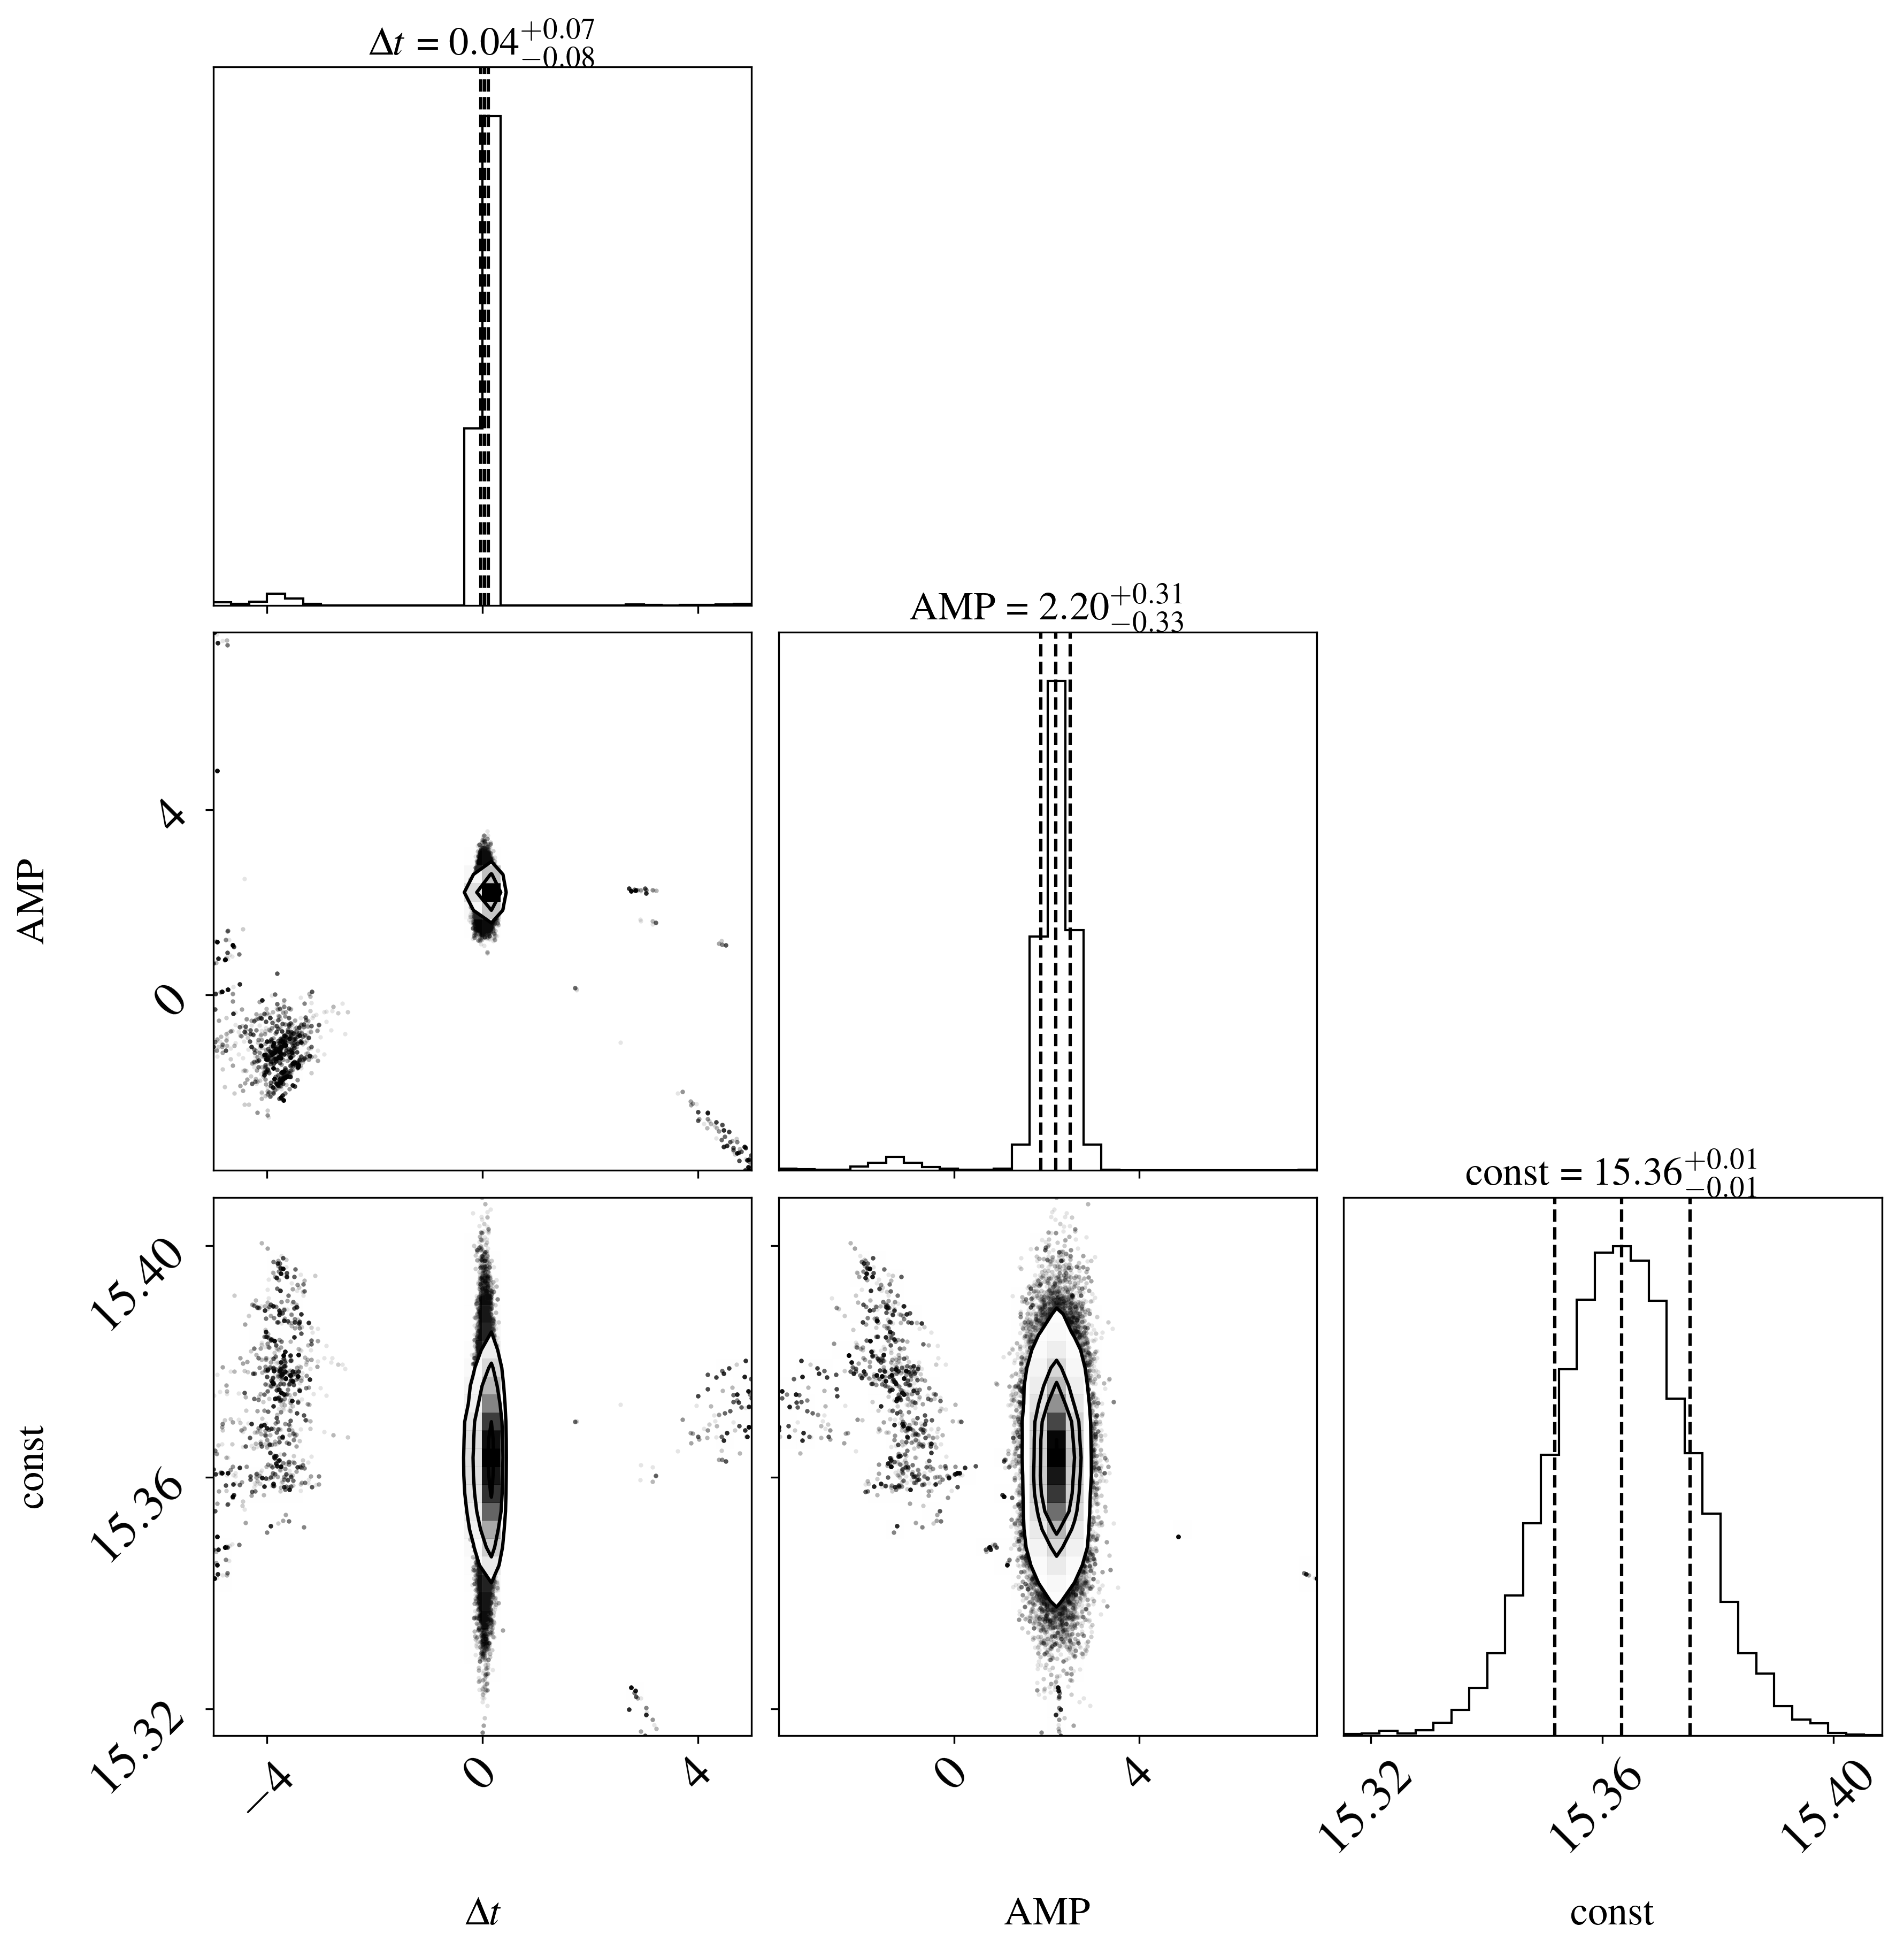 Δt = 0.04+0.07−0.08
AMP = 2.20+0.31−0.33
AMP
4
0
const = 15.36+0.01−0.01
const
15.40
15.36
15.32
−4
0
4
0
4
15.32
15.36
15.40
Δt
AMP
const